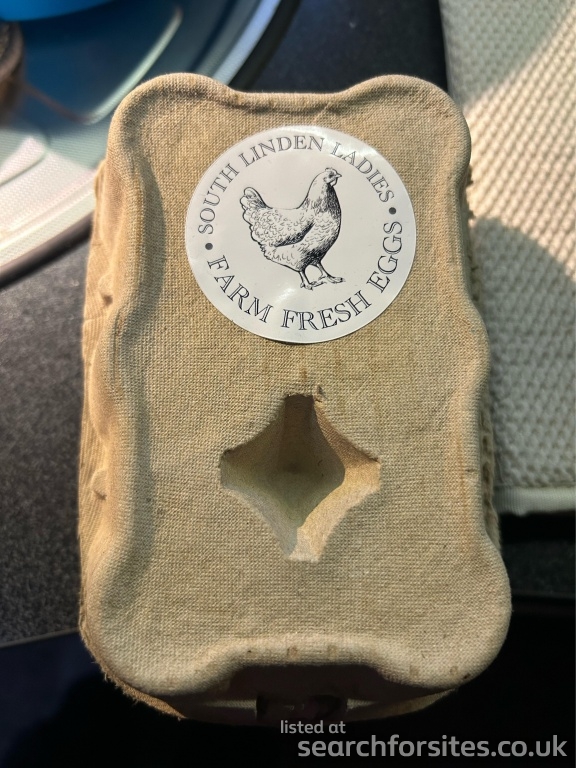 • SOUTH LINDEN LADIES •
FARM FRESH EGGS
listed at
searchforsites.co.uk